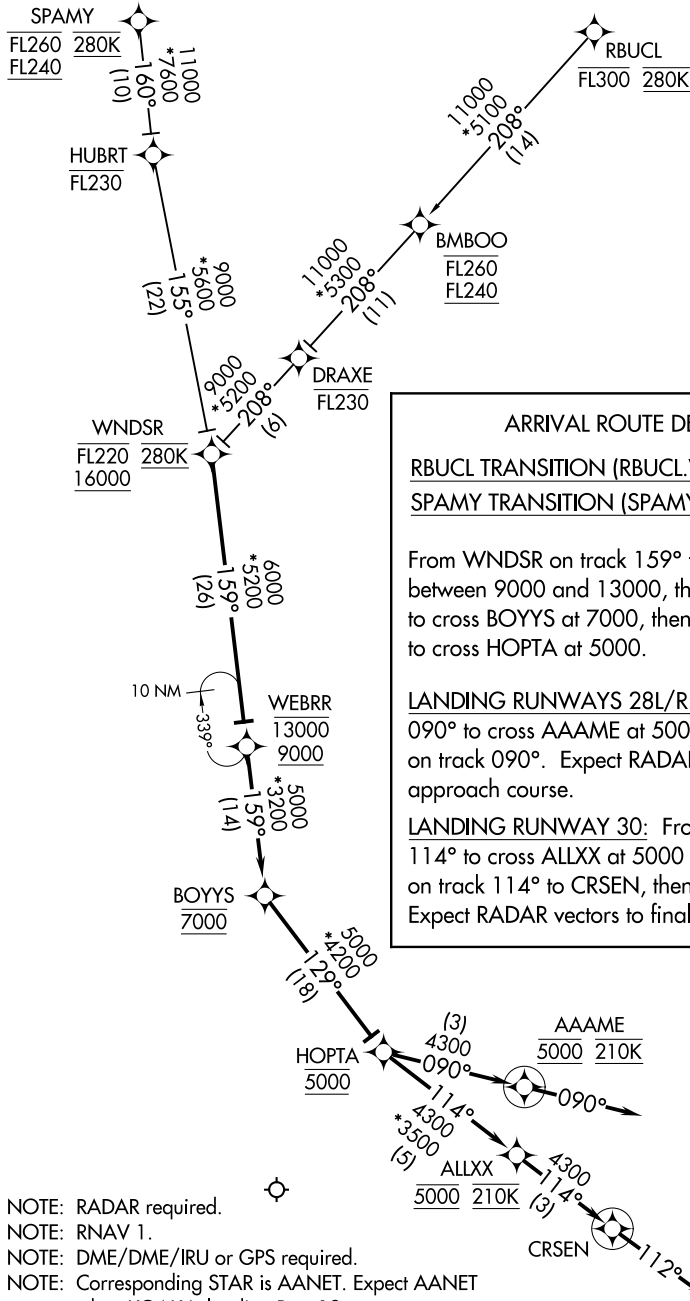 SPAMY
FL260 280K
FL240
11000
*7600
160°
(10)
RBUCL
FL300 280K
11000
*5100
208°
(14)
HUBRT
FL230
BMBOO
FL260
FL240
9000
*5600
155°
(22)
11000
*5300
208°
(11)
DRAXE
FL230
9000
*5200
208°
(6)
WNDSR
FL220 280K
16000
ARRIVAL ROUTE DE
RBUCL TRANSITION (RBUCL.
SPAMY TRANSITION (SPAMY
From WNDSR on track 159°
between 9000 and 13000, th
to cross BOYYS at 7000, then
to cross HOPTA at 5000.
LANDING RUNWAYS 28L/R
090° to cross AAAME at 500
on track 090°. Expect RADAR
approach course.
LANDING RUNWAY 30: Fro
114° to cross ALLXX at 5000
on track 114° to CRSEN, then
Expect RADAR vectors to final
6000
*5200
159°
(26)
10 NM
339°
WEBRR
13000
9000
5000
*3200
159°
(14)
BOYYS
7000
5000
*4200
129°
(18)
HOPTA
5000
(3)
4300
090°
AAAME
5000 210K
090°
114°
4300
*3500
(5)
ALLXX
5000 210K
4300
114°
(3)
CRSEN
112°
NOTE: RADAR required.
NOTE: RNAV 1.
NOTE: DME/DME/IRU or GPS required.
NOTE: Corresponding STAR is AANET. Expect AANET